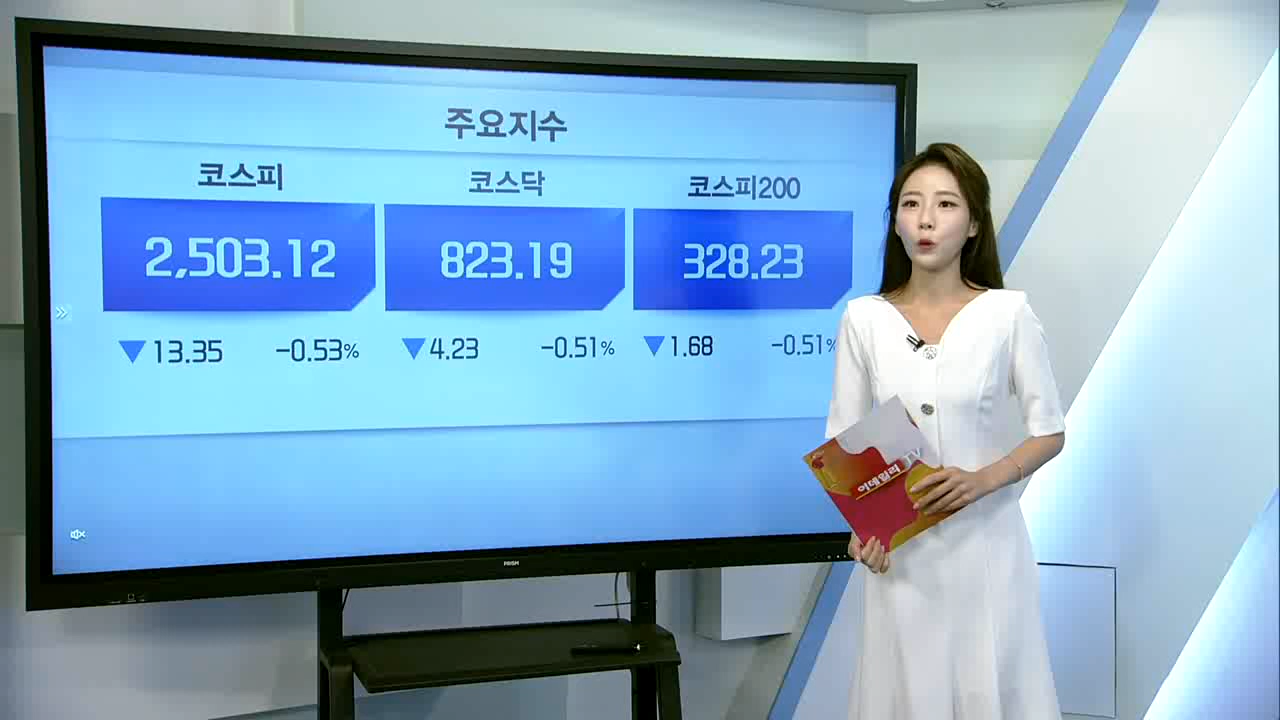 주요지수
코스피 코스닥 코스피200
2,503.12 823.19 328.23
▼13.35 -0.53% ▼4.23 -0.51% ▼1.68 -0.51%
이데일리 TV
PRISM